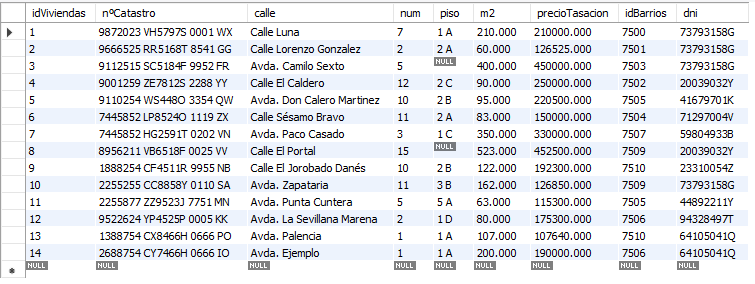 idViviendas nºCatastro calle num piso m2 precioTasacion idBarrios dni
1 9872023 VH5797S 0001 WX Calle Luna 7 1 A 210.000 210000.000 7500 73793158G
2 9666525 RR5168T 8541 GG Calle Lorenzo Gonzalez 2 2 A 60.000 126525.000 7501 73793158G
3 9112515 SC5184F 9952 FR Avda. Camilo Sexto 5 NULL 400.000 450000.000 7503 73793158G
4 9001259 ZE7812S 2288 YY Calle El Caldero 12 2 C 90.000 250000.000 7502 20039032Y
5 9110254 WS448O 3354 QW Avda. Don Calero Martinez 10 2 B 95.000 220500.000 7505 41679701K
6 7445852 LP8524O 1119 ZX Calle Sésamo Bravo 11 2 A 83.000 150000.000 7504 71297004V
7 7445852 HG2591T 0202 VN Avda. Paco Casado 3 1 C 350.000 330000.000 7507 59804933B
8 8956211 VB6518F 0025 VV Calle El Portal 15 NULL 523.000 452500.000 7509 20039032Y
9 1888254 CF4511R 9955 NB Calle El Jorobado Danés 10 2 B 122.000 192300.000 7510 23310054Z
10 2255255 CC8858Y 0110 SA Avda. Zapataria 11 3 B 162.000 126850.000 7509 73793158G
11 2255877 ZZ9523J 7751 MN Avda. Punta Cuntera 5 5 A 63.000 115300.000 7505 44892211Y
12 9522624 YP4525P 0005 KK Avda. La Sevillana Marena 2 1 D 80.000 175300.000 7506 94328497T
13 1388754 CX8466H 0666 PO Avda. Palencia 1 1 A 107.000 107640.000 7510 64105041Q
14 2688754 CY7466H 0666 IO Avda. Ejemplo 1 1 A 200.000 190000.000 7506 64105041Q
NULL NULL NULL NULL NULL NULL NULL NULL NULL